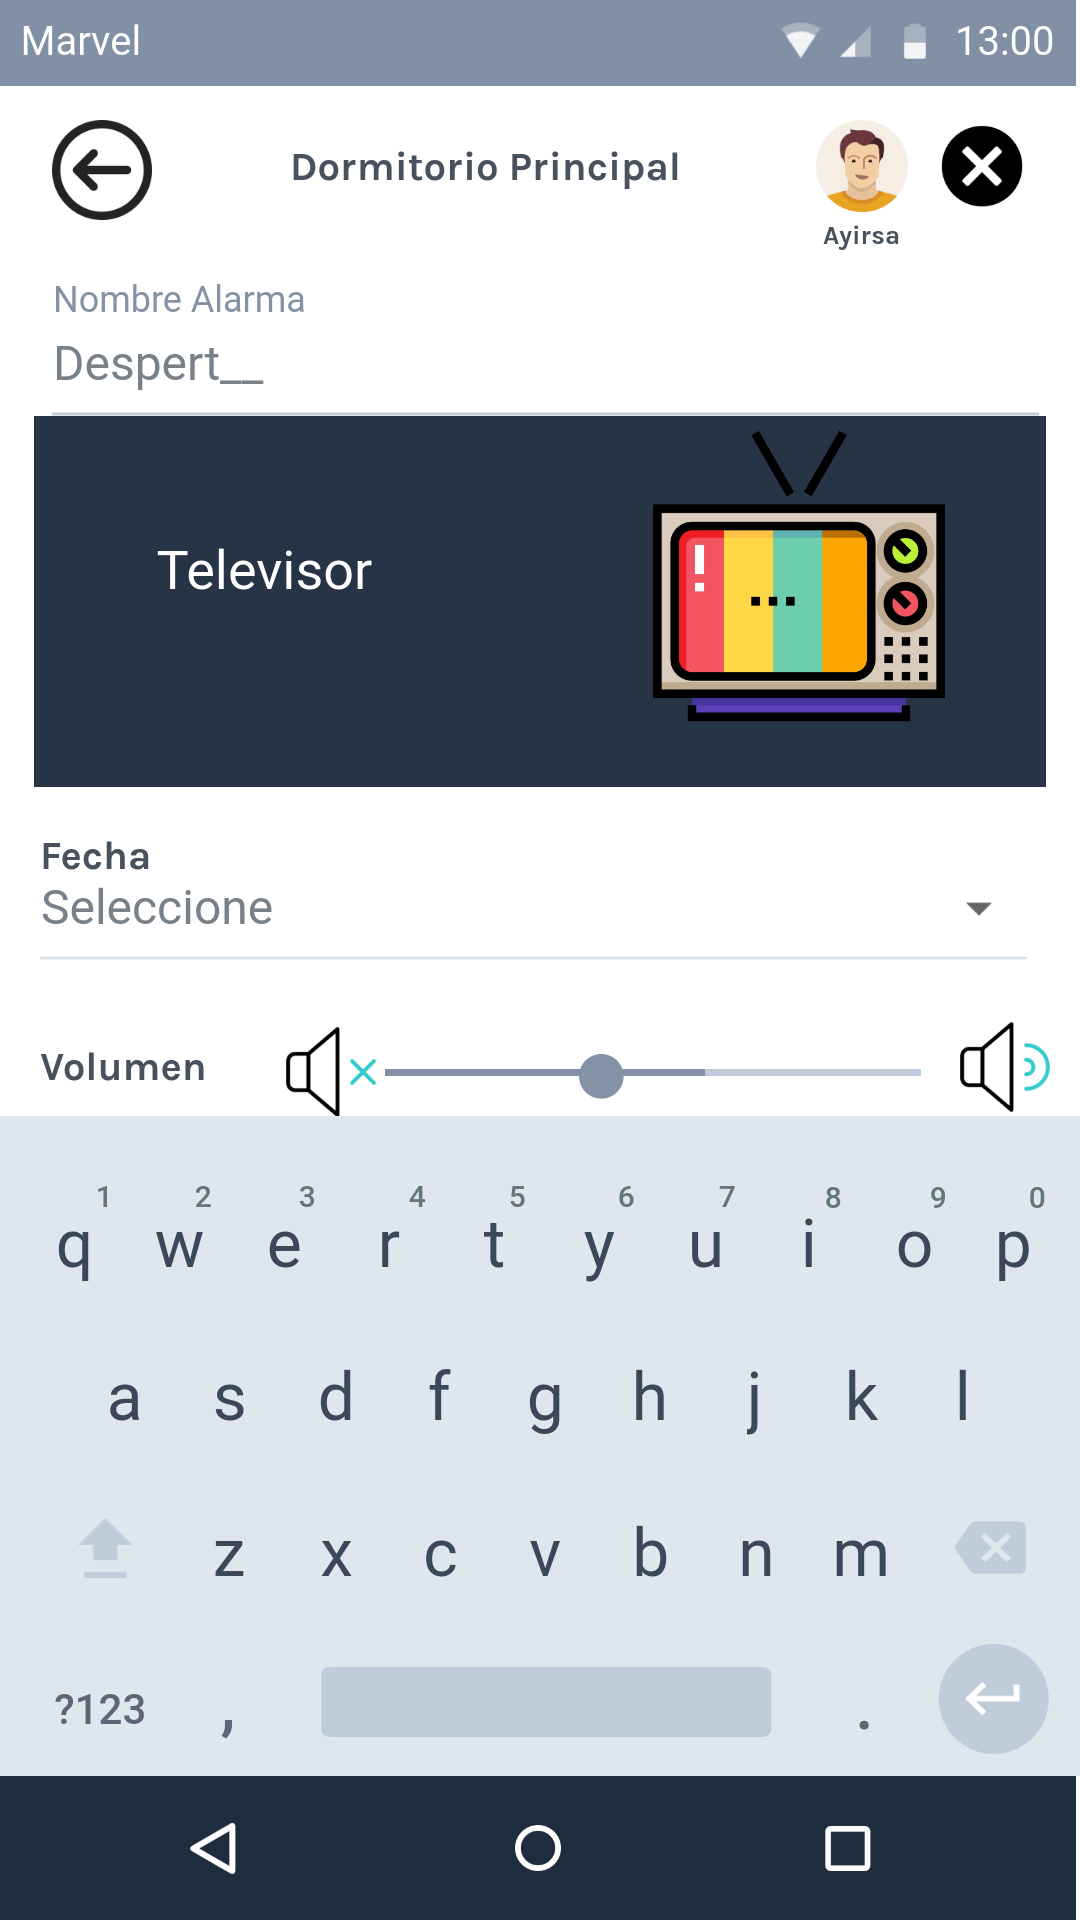 Marvel 13:00
Dormitorio Principal
Ayirsa
Nombre Alarma
Despert__
Televisor
Fecha
Seleccione
Volumen
1 2 3 4 5 6 7 8 9 0
q w e r t y u i o p
a s d f g h j k l
z x c v b n m
?123 , .